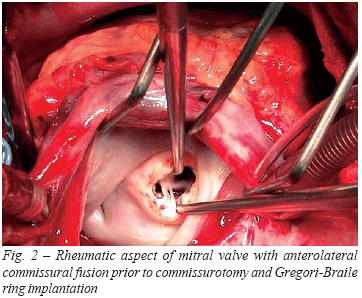 Fig. 2 – Rheumatic aspect of mitral valve with anterolateral
commissural fusion prior to commissurotomy and Gregori-Braile
ring implantation